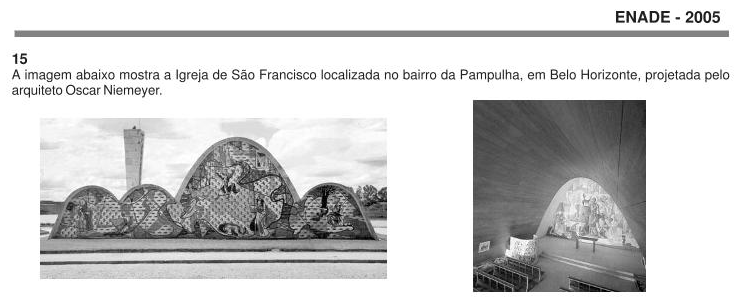 ENADE - 2005
15
A imagem abaixo mostra a Igreja de São Francisco localizada no bairro da Pampulha, em Belo Horizonte, projetada pelo
arquiteto Oscar Niemeyer.